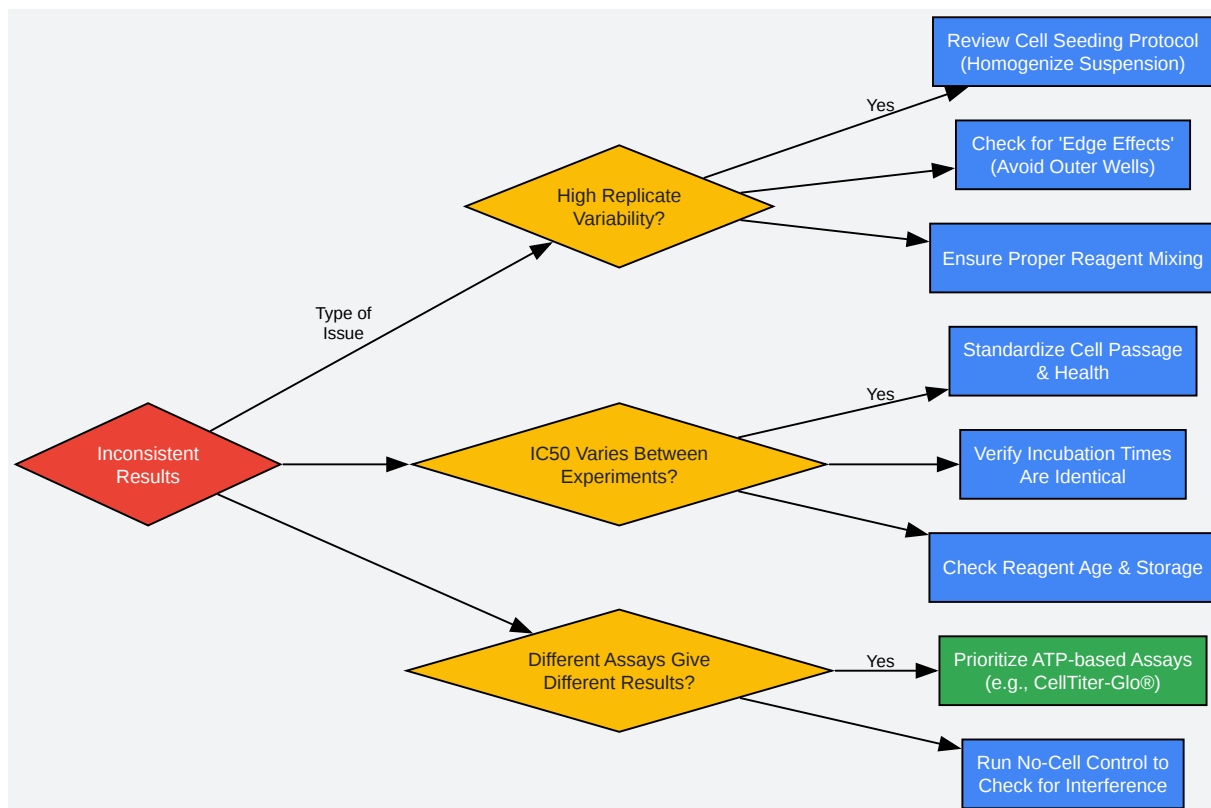 Review Cell Seeding Protocol
(Homogenize Suspension)
Yes
Check for 'Edge Effects'
(Avoid Outer Wells)
High Replicate
Variability?
Ensure Proper Reagent Mixing
Type of
Issue
Standardize Cell Passage
& Health
Yes
Inconsistent
Results
IC50 Varies Between
Experiments?
Verify Incubation Times
Are Identical
Check Reagent Age & Storage
Different Assays Give
Different Results?
Yes
Prioritize ATP-based Assays
(e.g., CellTiter-Glo®)
Run No-Cell Control to
Check for Interference